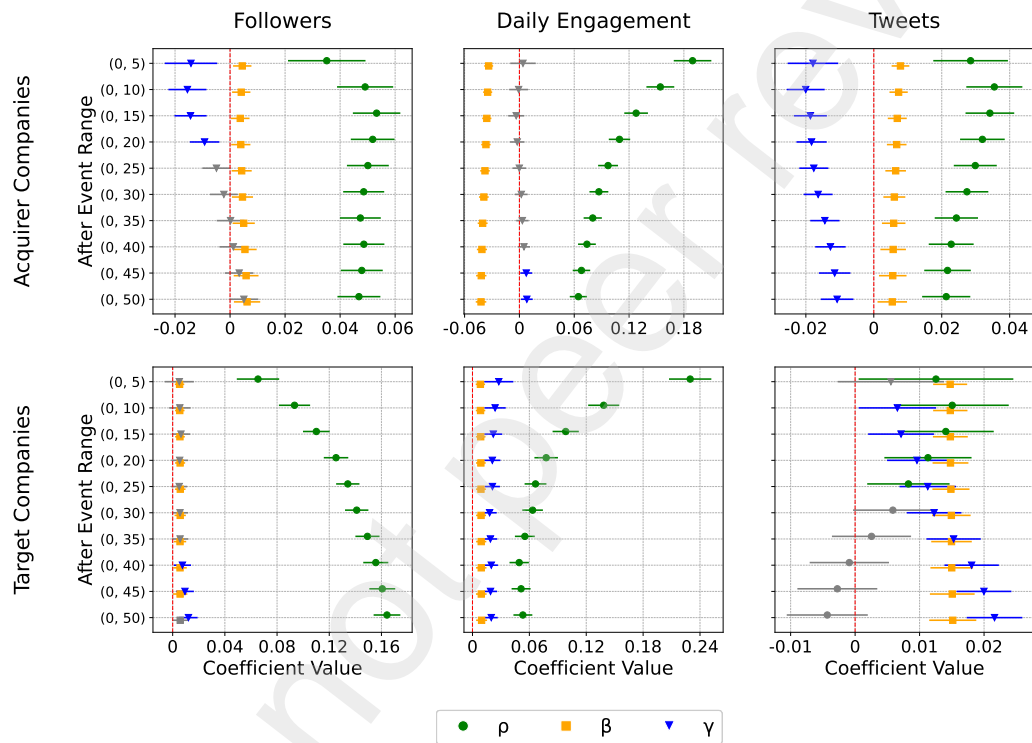 Followers
Daily Engagement
Tweets
Acquirer Companies
After Event Range
(0, 5)
(0, 10)
(0, 15)
(0, 20)
(0, 25)
(0, 30)
(0, 35)
(0, 40)
(0, 45)
(0, 50)
-0.02 0 0.02 0.04 0.06
-0.06 0 0.06 0.12 0.18
-0.02 0 0.02 0.04
Target Companies
After Event Range
(0, 5)
(0, 10)
(0, 15)
(0, 20)
(0, 25)
(0, 30)
(0, 35)
(0, 40)
(0, 45)
(0, 50)
0 0.04 0.08 0.12 0.16
Coefficient Value
0 0.06 0.12 0.18 0.24
Coefficient Value
-0.01 0 0.01 0.02
Coefficient Value
ρ β γ
not peer rev